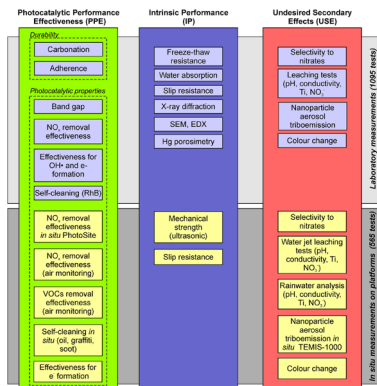 Photocatalytic Performance
Effectiveness (PPE)
Durability
Carbonation
Adherence
Photocatalytic properties
Band gap
NOx removal
effectiveness
Effectiveness for
OH• and e-
formation
Self-cleaning (RhB)
NOx removal
effectiveness
in situ PhotoSite
NOx removal
effectiveness
(air monitoring)
VOCs removal
effectiveness
(air monitoring)
Self-cleaning in
situ (oil, graffiti,
soot)
Effectiveness for
e- formation
Intrinsic Performance
(IP)
Freeze-thaw
resistance
Water absorption
Slip resistance
X-ray diffraction
SEM, EDX
Hg porosimetry
Mechanical
strength
(ultrasonic)
Slip resistance
Undesired Secondary
Effects (USE)
Selectivity to
nitrates
Leaching tests
(pH, conductivity,
Ti, NO3-
Nanoparticle
aerosol
triboemission
Colour change
Selectivity to
nitrates
Water jet leaching
tests (pH,
conductivity, Ti,
NO3-)
Rainwater analysis
(pH, conductivity,
Ti, NO3-)
Nanoparticle
aerosol
triboemission in
situ TEMIS-1000
Colour change
Laboratory measurements (1095 tests)
In situ measurements on platforms (565 tests)